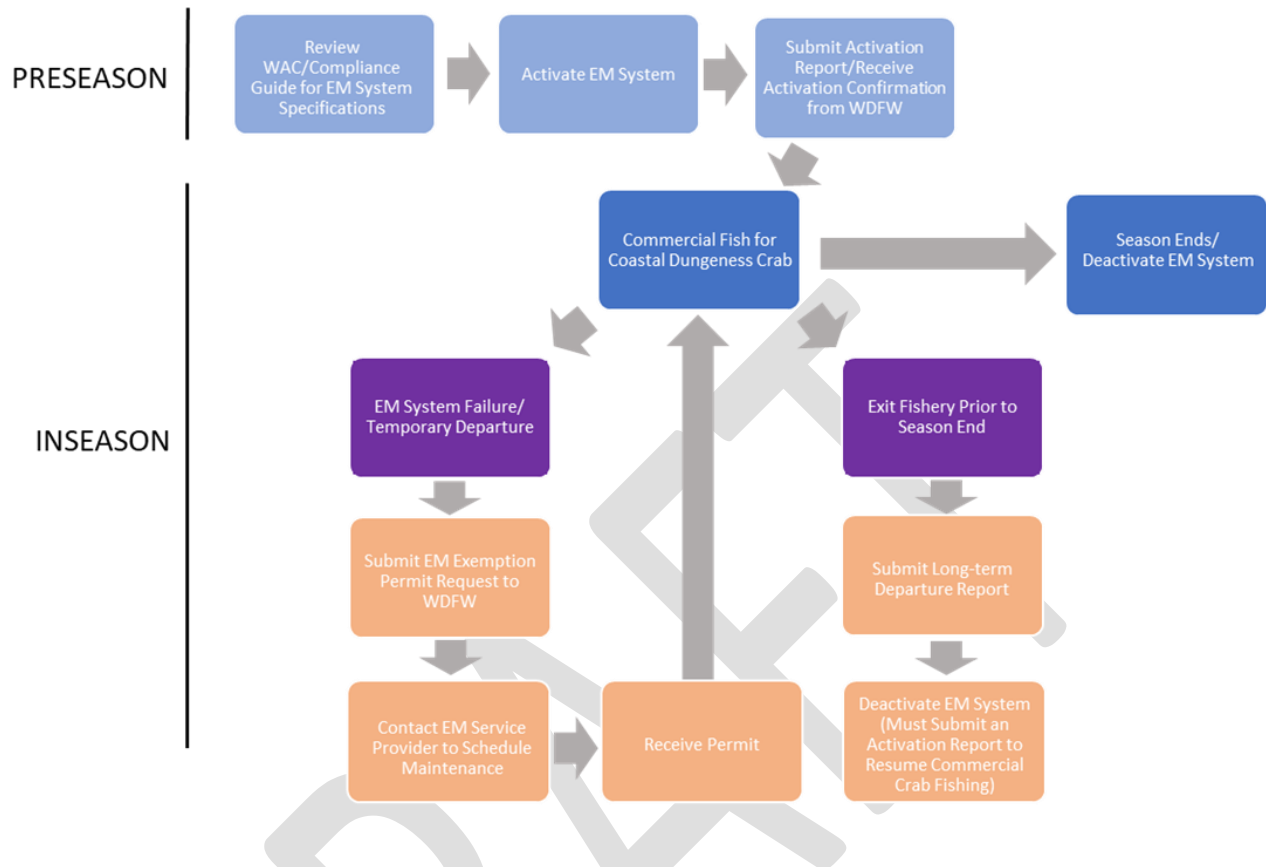 PRESEASON
Review
WAC/Compliance
Guide for EM System
Specifications
Activate EM System
Submit Activation
Report/Receive
Activation Confirmation
from WDFW
INSEASON
Commercial Fish for
Coastal Dungeness Crab
Season Ends/
Deactivate EM System
EM System Failure/
Temporary Departure
Exit Fishery Prior to
Season End
Submit EM Exemption
Permit Request to
WDFW
Submit Long-term
Departure Report
Contact EM Service
Provider to Schedule
Maintenance
Receive Permit
Deactivate EM System
(Must Submit an
Activation Report to
Resume Commercial
Crab Fishing)
DRAFT